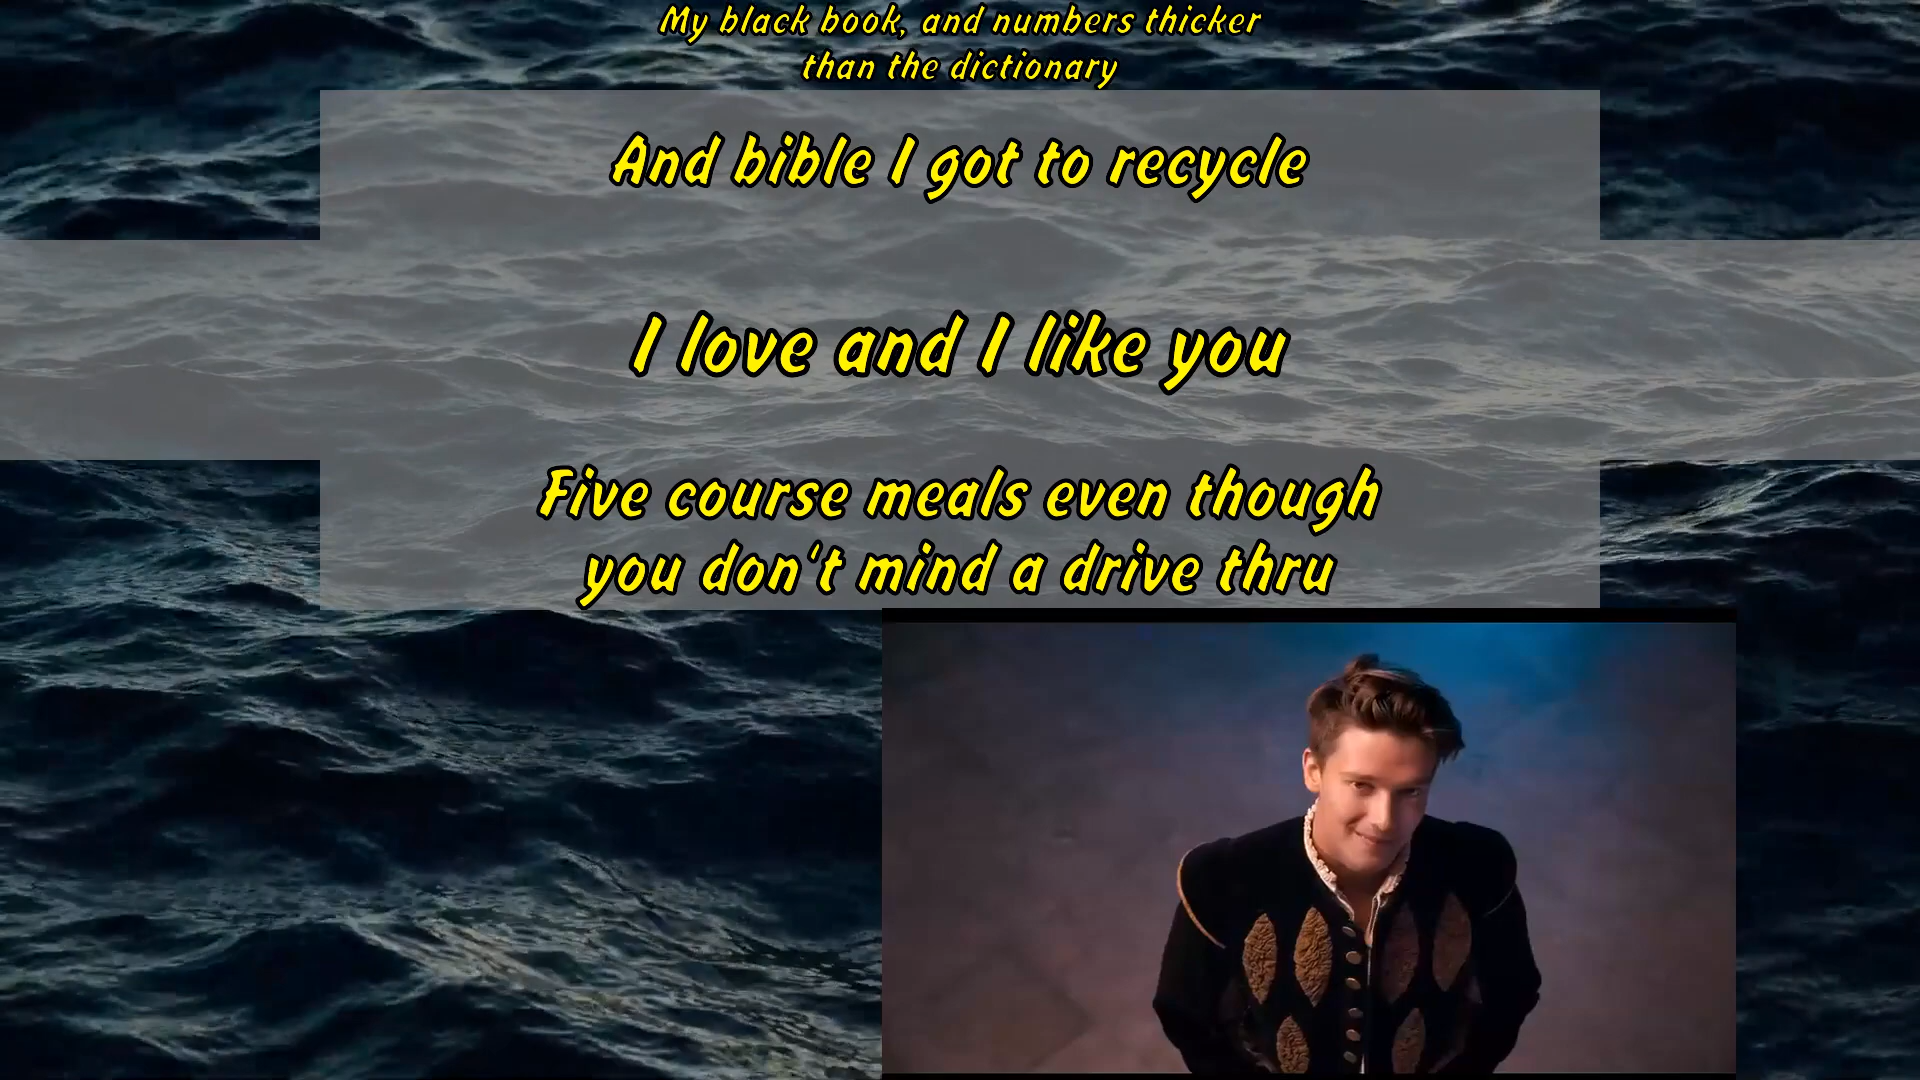 My black book, and numbers thicker
than the dictionary
And bible I got to recycle
I love and I like you
Five course meals even though
you don't mind a drive thru